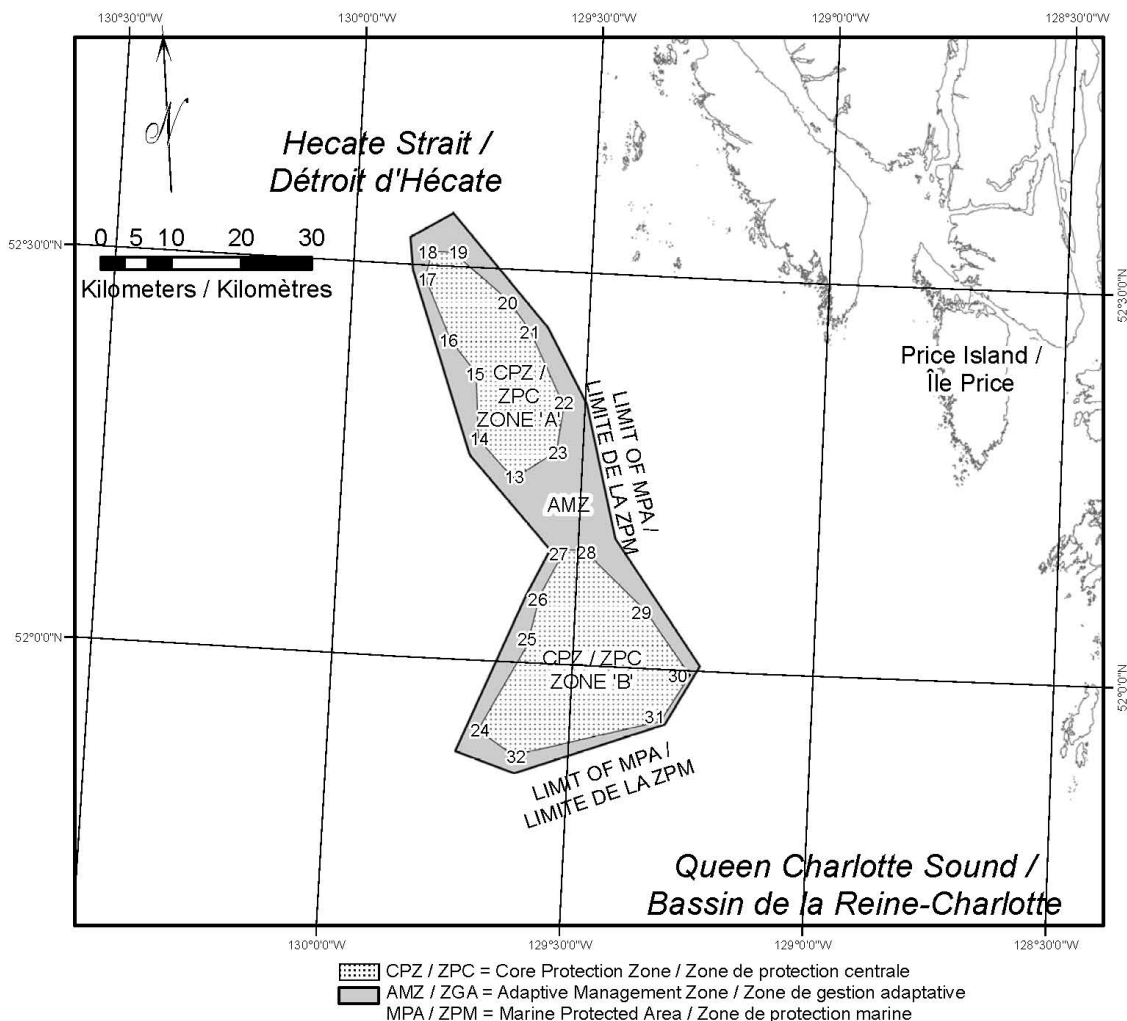 130°30'0"W
130°0'0"W
129°30'0"W
129°0'0"W
128°30'0"W
N
Hecate Strait /
Détroit d'Hécate
52°30'0"N
0 5 10 20 30
Kilometers / Kilomètres
18 19
17
20
21
16
15
CPZ /
ZPC
ZONE 'A'
22
14
23
13
LIMIT OF MPA /
LIMITE DE LA ZPM
52°30'0"N
Price Island /
Île Price
AMZ
27 28
26
29
25
52°0'0"N
CPZ / ZPC
ZONE 'B'
30
52°0'0"N
31
24
32
LIMIT OF MPA /
LIMITE DE LA ZPM
Queen Charlotte Sound /
Bassin de la Reine-Charlotte
130°0'0"W
129°30'0"W
129°0'0"W
128°30'0"W
CPZ / ZPC = Core Protection Zone / Zone de protection centrale
AMZ / ZGA = Adaptive Management Zone / Zone de gestion adaptative
MPA / ZPM = Marine Protected Area / Zone de protection marine